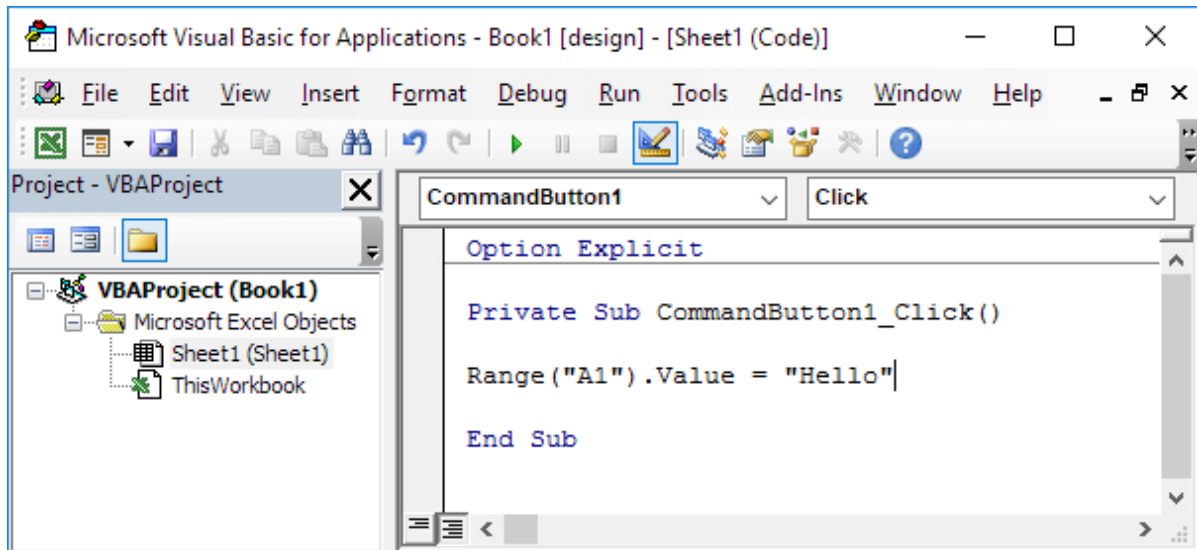 Microsoft Visual Basic for Applications - Book1 [design] - [Sheet1 (Code)]
File Edit View Insert Format Debug Run Tools Add-Ins Window Help
Project - VBAProject
CommandButton1 Click
VBAProject (Book1)
Microsoft Excel Objects
Sheet1 (Sheet1)
ThisWorkbook
Option Explicit
Private Sub CommandButton1_Click()
Range("A1").Value = "Hello"
End Sub